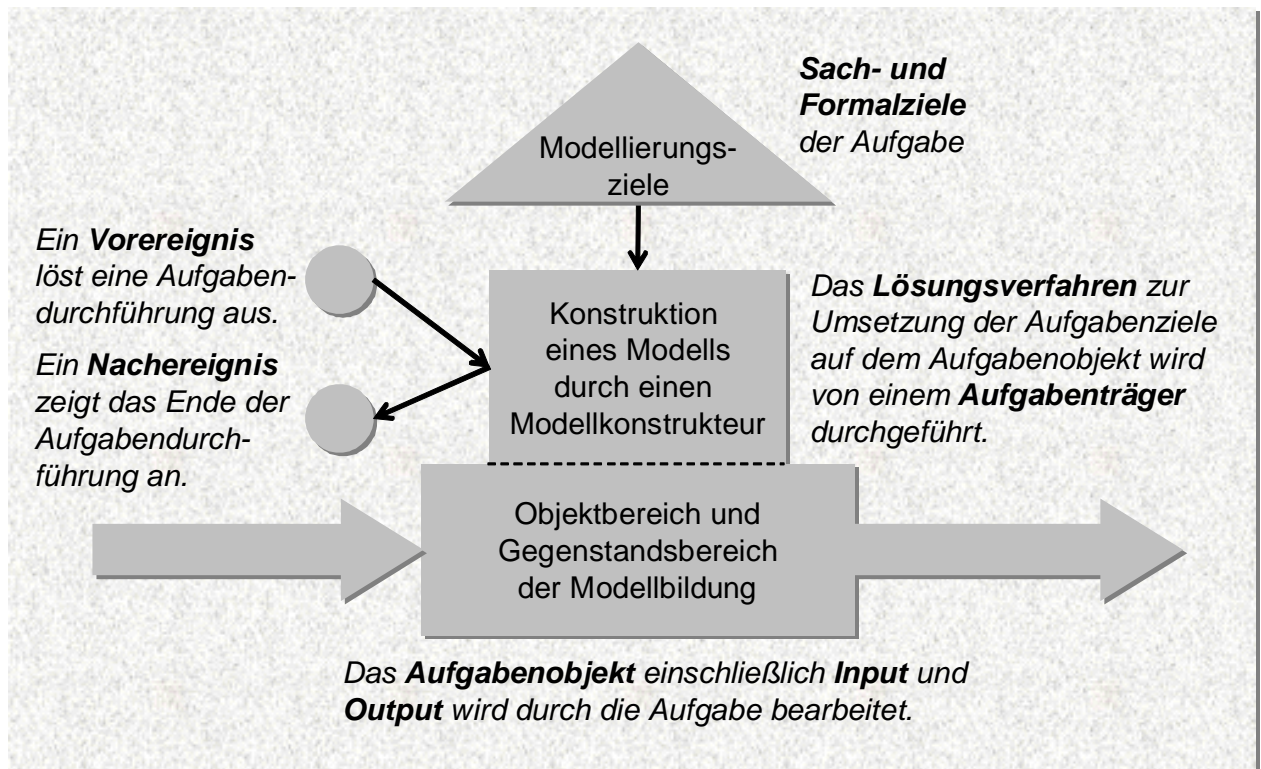 Sach- und
Formalziele
der Aufgabe
Modellierungs-
ziele
Ein Vorereignis
löst eine Aufgaben-
durchführung aus.
Ein Nachereignis
zeigt das Ende der
Aufgabendurch-
führung an.
Konstruktion
eines Modells
durch einen
Modellkonstrukteur
Das Lösungsverfahren zur
Umsetzung der Aufgabenziele
auf dem Aufgabenobjekt wird
von einem Aufgabenträger
durchgeführt.
Objektbereich und
Gegenstandsbereich
der Modellbildung
Das Aufgabenobjekt einschließlich Input und
Output wird durch die Aufgabe bearbeitet.